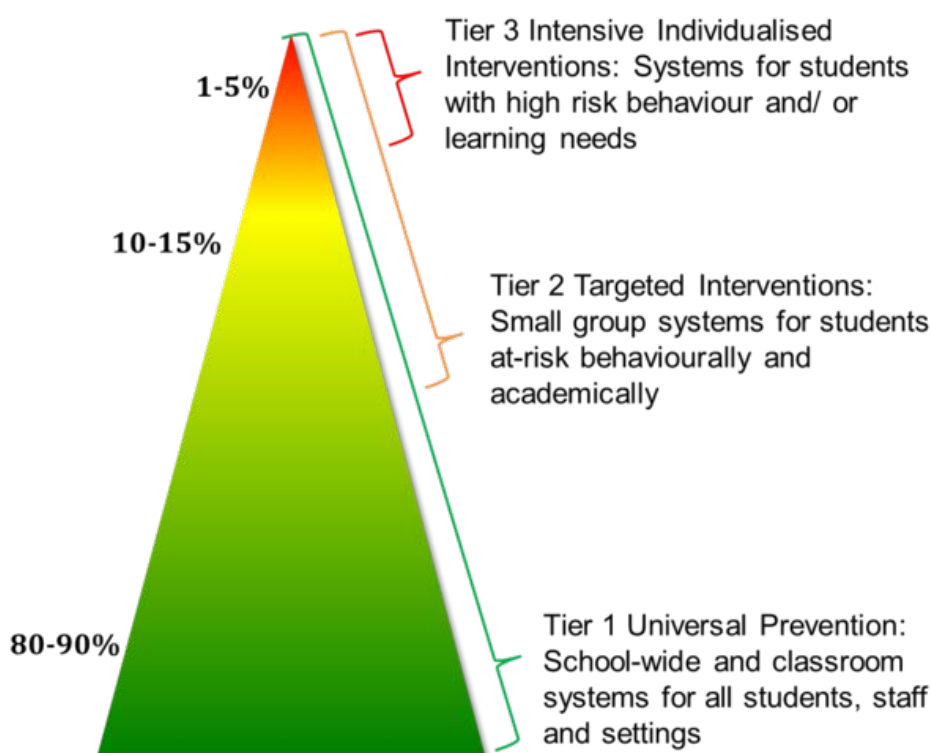 Tier 3 Intensive Individualised
Interventions: Systems for students
with high risk behaviour and/ or
learning needs
1-5%
10-15%
Tier 2 Targeted Interventions:
Small group systems for students
at-risk behaviourally and
academically
80-90%
Tier 1 Universal Prevention:
School-wide and classroom
systems for all students, staff
and settings